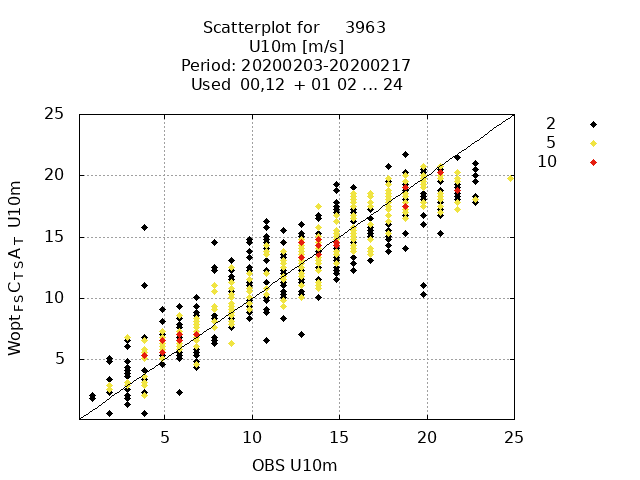 Scatterplot for 3963
U10m [m/s]
Period: 20200203-20200217
Used 00,12 + 01 02 ... 24
2
5
10
25
20
15
10
5
Wopt FS C T S A T U10m
5 10 15 20 25
OBS U10m